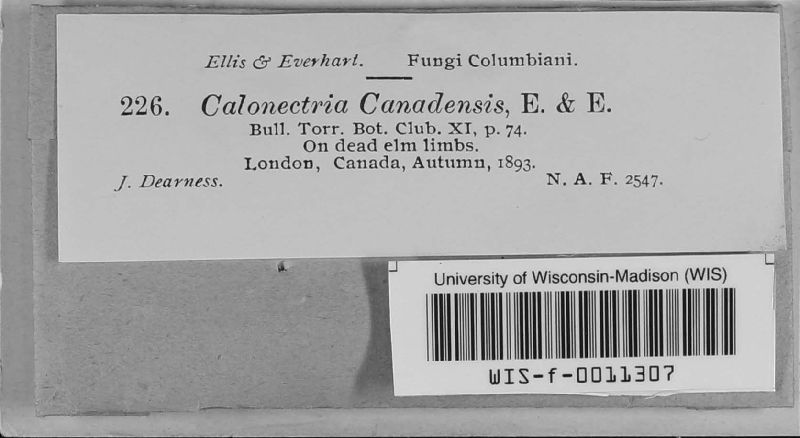 Ellis & Everhart. Fungi Columbiani.
226. Calonectria Canadensis, E. & E.
Bull. Torr. Bot. Club. XI, p. 74.
On dead elm limbs.
London, Canada, Autumn, 1893.
J. Dearness. N. A. F. 2547.
University of Wisconsin-Madison (WIS)
WIS-f-0011307